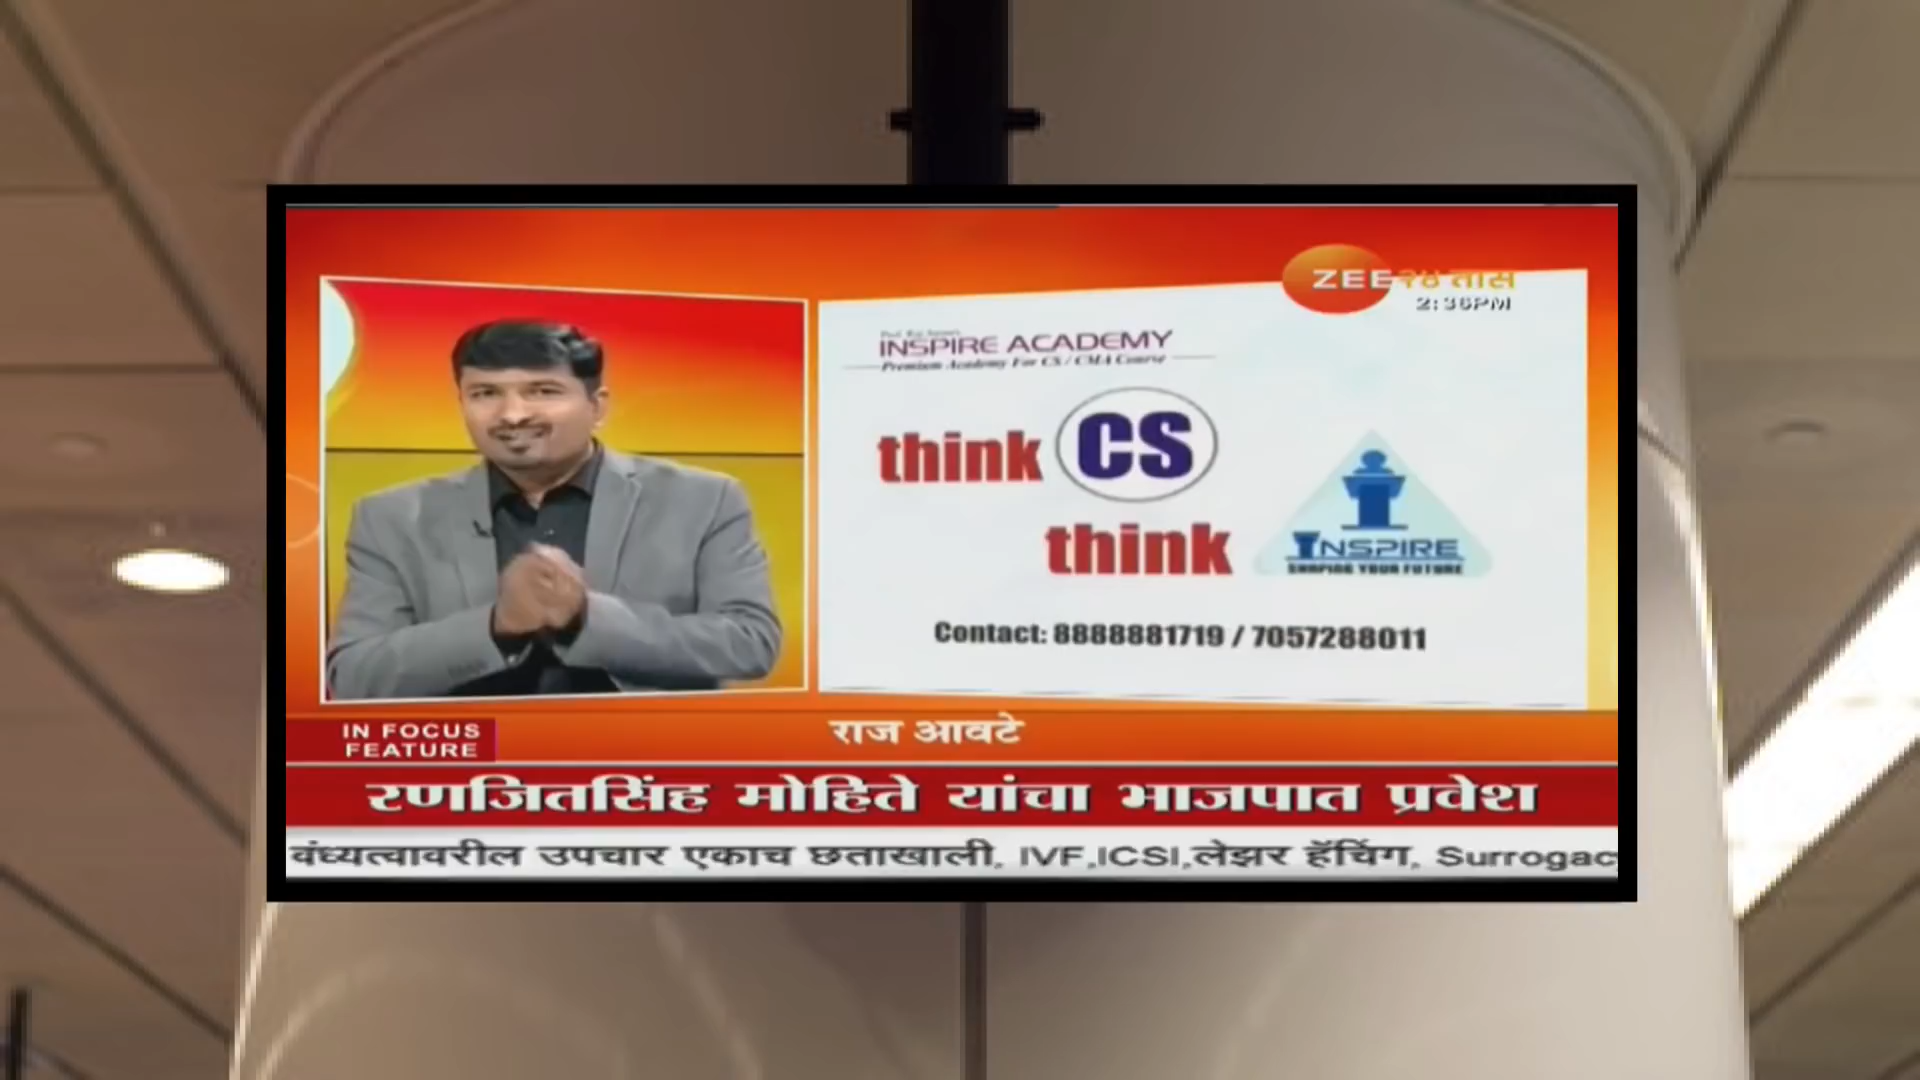 ZEE २४ तास
2:36PM
INSPIRE ACADEMY
Premium Academy For CS / CMA Course
think CS
think INSPIRE
SHAPING YOUR FUTURE
Contact: 8888881719 / 7057288011
IN FOCUS
FEATURE
राज आवटे
रणजितसिंह मोहिते यांचा भाजपात प्रवेश
वंध्यत्वावरील उपचार एकाच छताखाली, IVF,ICSI,लेझर हॅचिंग, Surrogac